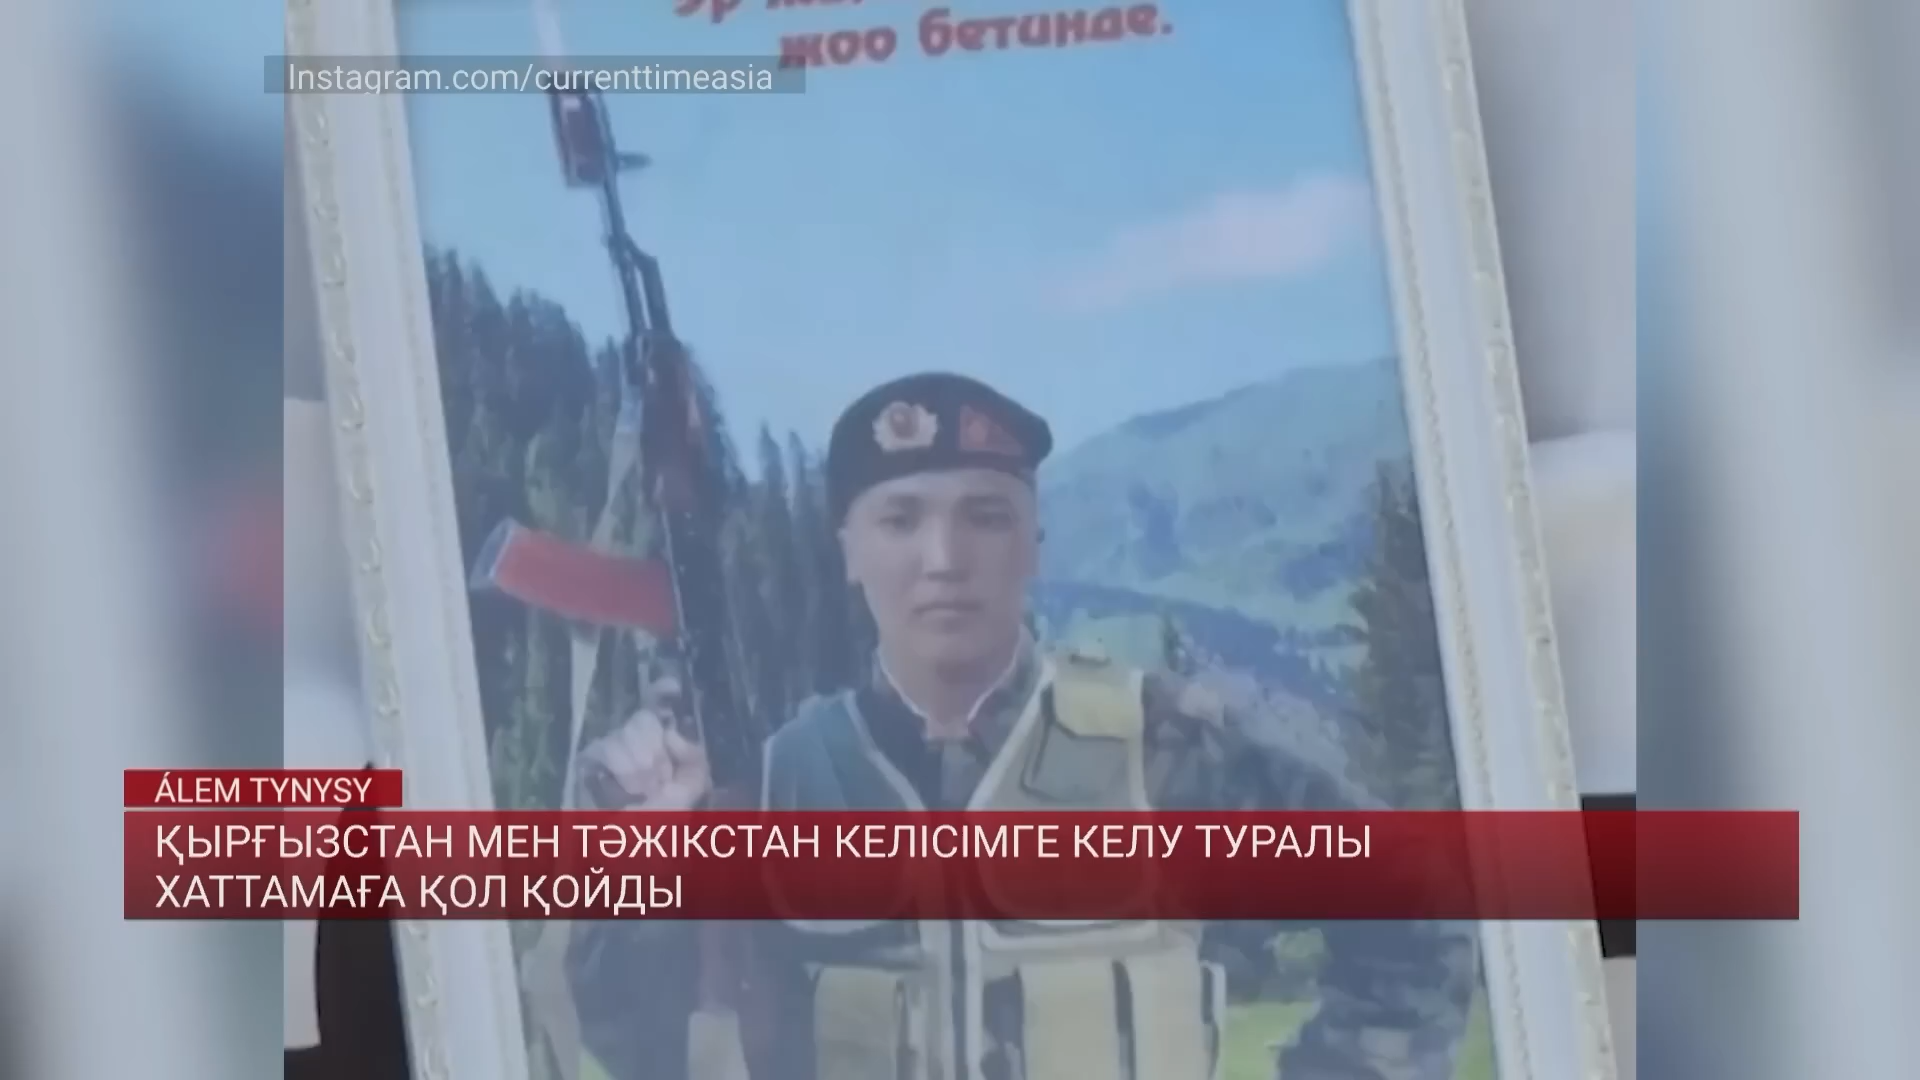 жоо бетинде.
Instagram.com/currenttimeasia
ÁLEM TYNYSY
ҚЫРҒЫЗСТАН МЕН ТӘЖІКСТАН КЕЛІСІМГЕ КЕЛУ ТУРАЛЫ
ХАТТАМАҒА ҚОЛ ҚОЙДЫ